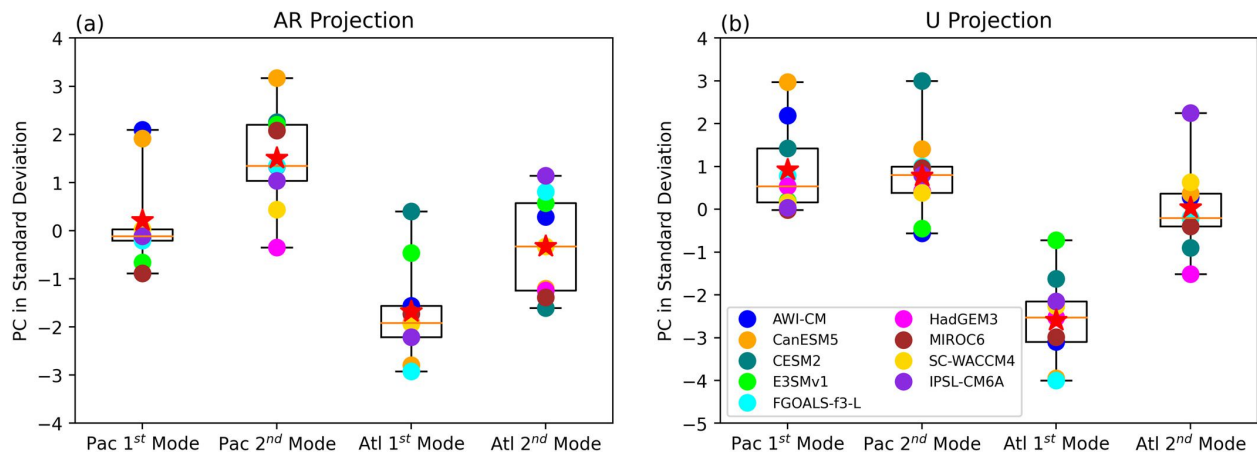 (a) AR Projection
PC in Standard Deviation
4
3
2
1
0
−1
−2
−3
−4
Pac 1st Mode Pac 2nd Mode Atl 1st Mode Atl 2nd Mode
(b) U Projection
PC in Standard Deviation
4
3
2
1
0
−1
−2
−3
−4
−5
AWI-CM
CanESM5
CESM2
E3SMv1
FGOALS-f3-L
HadGEM3
MIROC6
SC-WACCM4
IPSL-CM6A
Pac 1st Mode Pac 2nd Mode Atl 1st Mode Atl 2nd Mode